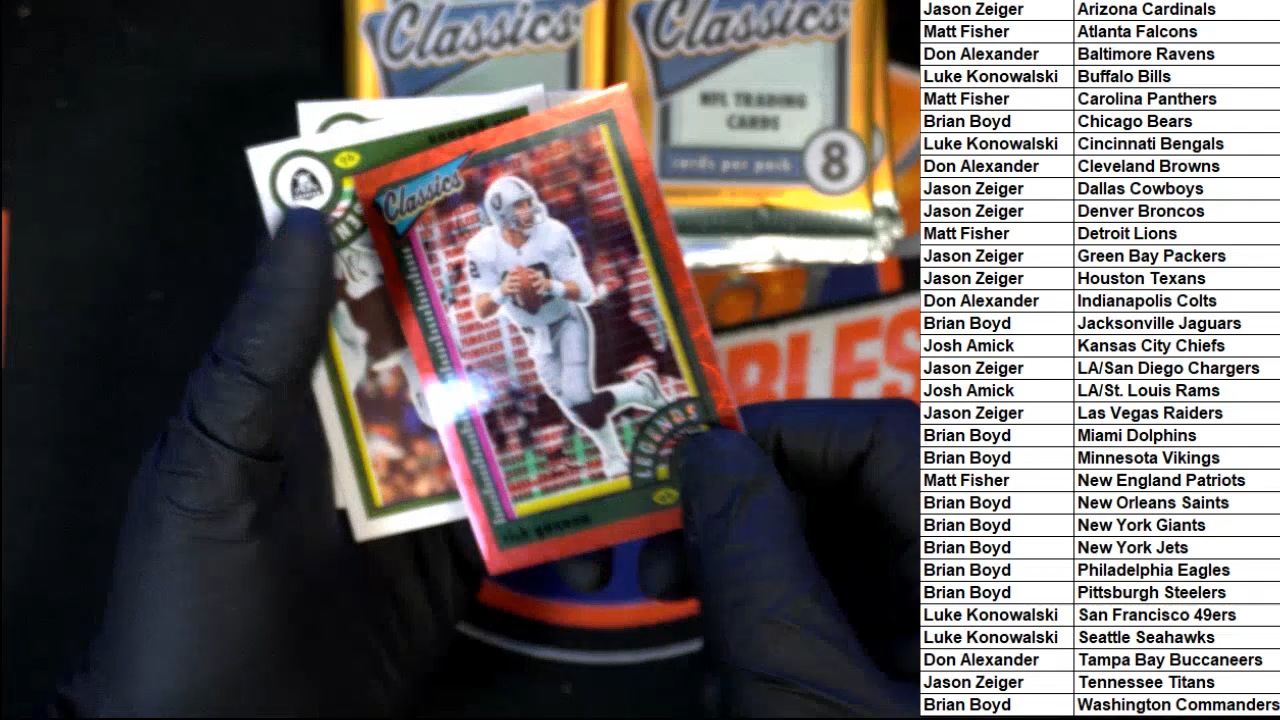 Classics
Classics
NFL TRADING
CARDS
cards per pack
8
QB
Classics
TIMELESS
LEGENDS
QB
Rich Gannon
BLES
Jason Zeiger Arizona Cardinals
Matt Fisher Atlanta Falcons
Don Alexander Baltimore Ravens
Luke Konowalski Buffalo Bills
Matt Fisher Carolina Panthers
Brian Boyd Chicago Bears
Luke Konowalski Cincinnati Bengals
Don Alexander Cleveland Browns
Jason Zeiger Dallas Cowboys
Jason Zeiger Denver Broncos
Matt Fisher Detroit Lions
Jason Zeiger Green Bay Packers
Jason Zeiger Houston Texans
Don Alexander Indianapolis Colts
Brian Boyd Jacksonville Jaguars
Josh Amick Kansas City Chiefs
Jason Zeiger LA/San Diego Chargers
Josh Amick LA/St. Louis Rams
Jason Zeiger Las Vegas Raiders
Brian Boyd Miami Dolphins
Brian Boyd Minnesota Vikings
Matt Fisher New England Patriots
Brian Boyd New Orleans Saints
Brian Boyd New York Giants
Brian Boyd New York Jets
Brian Boyd Philadelphia Eagles
Brian Boyd Pittsburgh Steelers
Luke Konowalski San Francisco 49ers
Luke Konowalski Seattle Seahawks
Don Alexander Tampa Bay Buccaneers
Jason Zeiger Tennessee Titans
Brian Boyd Washington Commanders